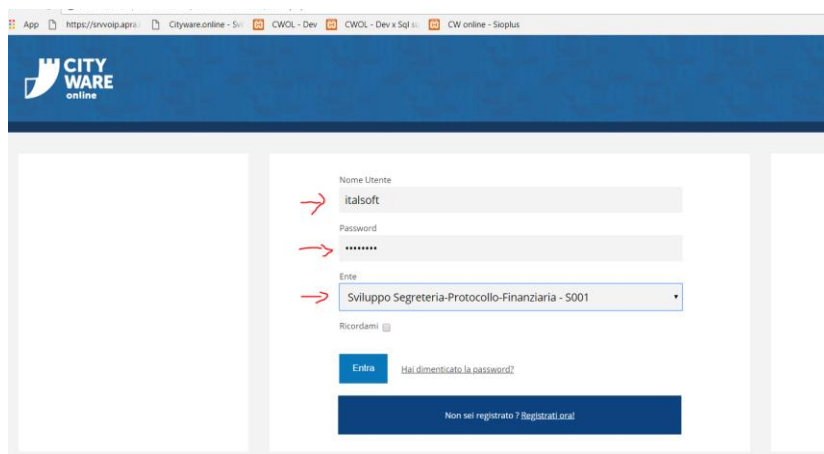 App https://srvvoip.apra. Cityware.online - Sv CWOL - Dev CWOL - Dev x Sql su CW online - Sioplus
CITY
WARE
online
Nome Utente
italsoft
Password
••••••••
Ente
Sviluppo Segreteria-Protocollo-Finanziaria - S001
Ricordami
Entra Hai dimenticato la password?
Non sei registrato ? Registrati ora!